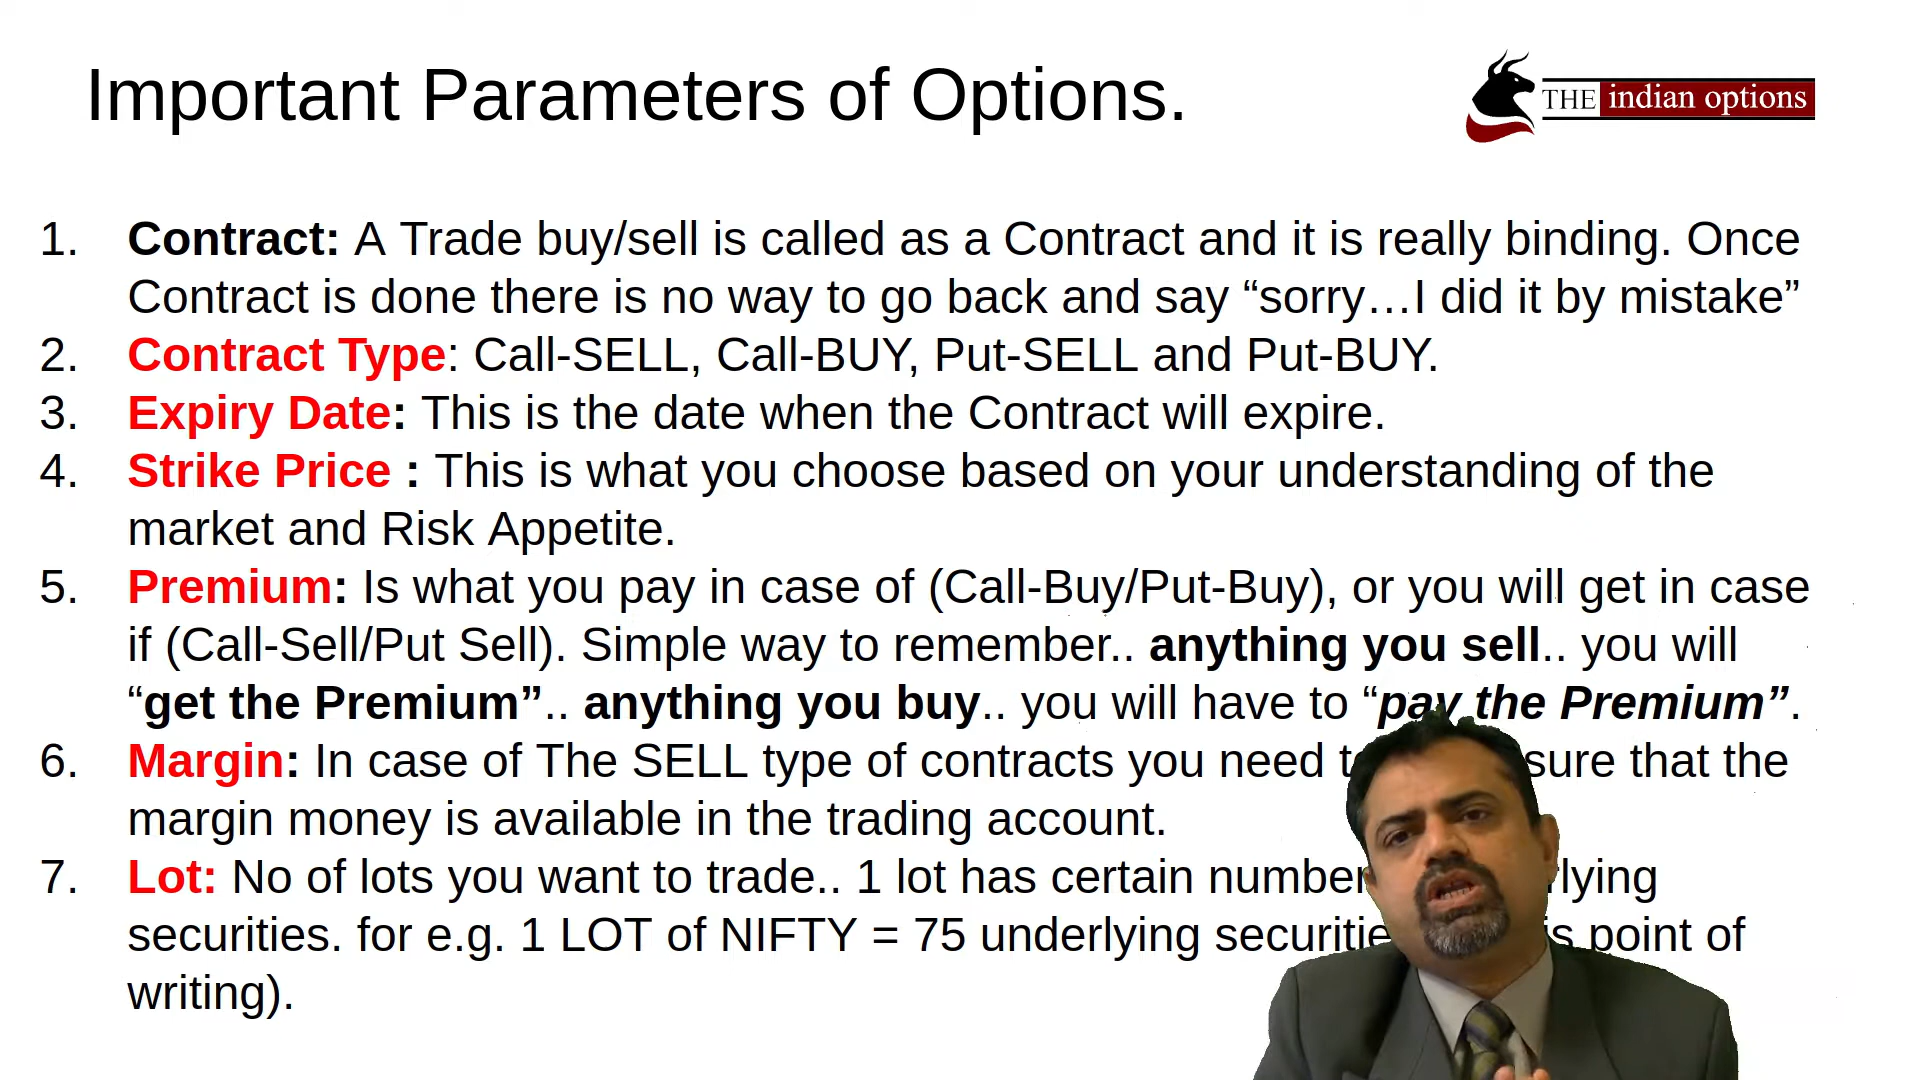 Important Parameters of Options.
THE indian options
1. Contract: A Trade buy/sell is called as a Contract and it is really binding. Once
Contract is done there is no way to go back and say “sorry…I did it by mistake”
2. Contract Type: Call-SELL, Call-BUY, Put-SELL and Put-BUY.
3. Expiry Date: This is the date when the Contract will expire.
4. Strike Price : This is what you choose based on your understanding of the
market and Risk Appetite.
5. Premium: Is what you pay in case of (Call-Buy/Put-Buy), or you will get in case
if (Call-Sell/Put Sell). Simple way to remember.. anything you sell.. you will
“get the Premium”.. anything you buy.. you will have to “pay the Premium”.
6. Margin: In case of The SELL type of contracts you need sure that the
margin money is available in the trading account.
7. Lot: No of lots you want to trade.. 1 lot has certain number
securities. for e.g. 1 LOT of NIFTY = 75 underlying point of
writing).